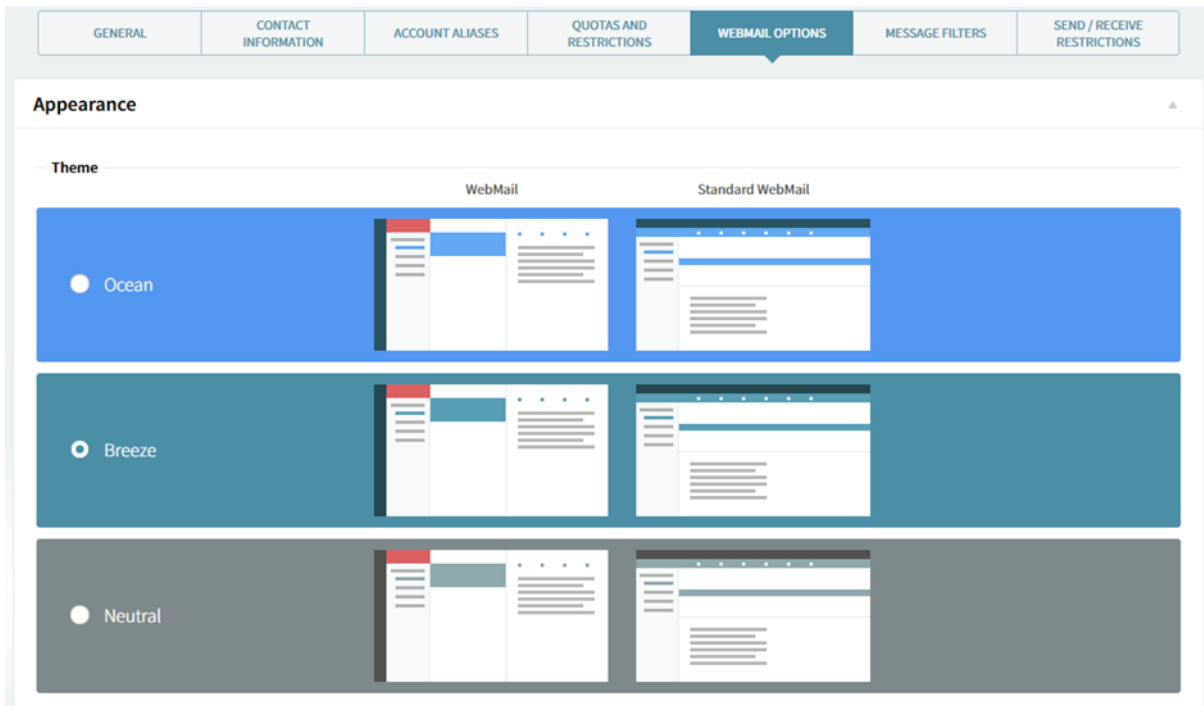 GENERAL
CONTACT
INFORMATION
ACCOUNT ALIASES
QUOTAS AND
RESTRICTIONS
WEBMAIL OPTIONS
MESSAGE FILTERS
SEND / RECEIVE
RESTRICTIONS
Appearance
Theme
WebMail
Standard WebMail
Ocean
Breeze
Neutral